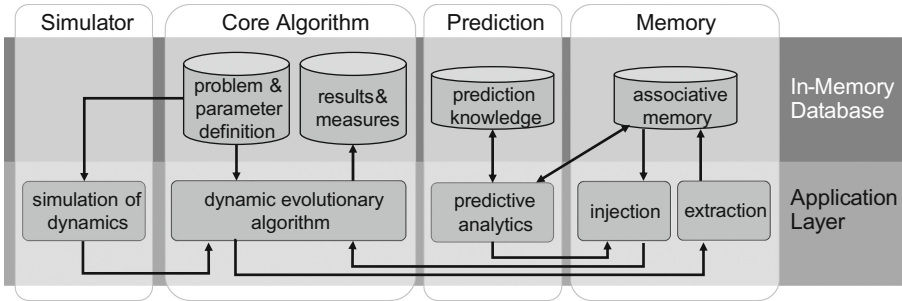 Simulator
Core Algorithm
Prediction
Memory
problem &
parameter
definition
results&
measures
prediction
knowledge
associative
memory
In-Memory
Database
simulation of
dynamics
dynamic evolutionary
algorithm
predictive
analytics
injection
extraction
Application
Layer